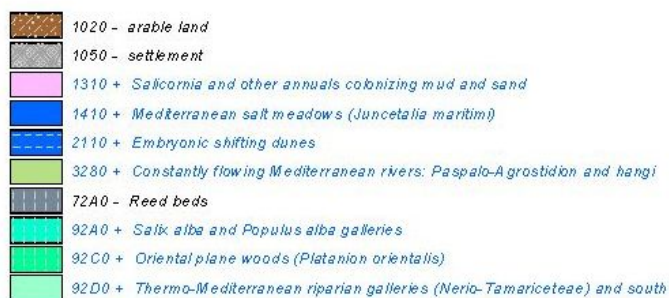 1020 - arable land
1050 - settlement
1310 + Salicornia and other annuals colonizing mud and sand
1410 + Mediterranean salt meadows (Juncetalia maritimi)
2110 + Embryonic shifting dunes
3280 + Constantly flowing Mediterranean rivers: Paspalo-Agrostidion and hangi
72A0 - Reed beds
92A0 + Salix alba and Populus alba galleries
92C0 + Oriental plane woods (Platanion orientalis)
92D0 + Thermo-Mediterranean riparian galleries (Nerio-Tamariceteae) and south